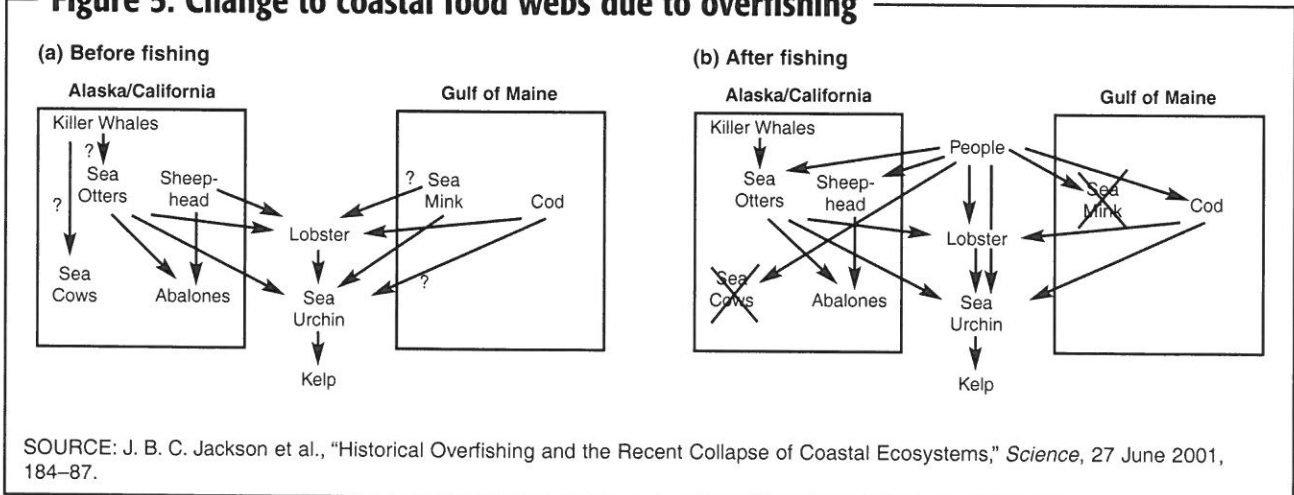 Figure 5. Change to coastal food webs due to overfishing
(a) Before fishing
Alaska/California
Gulf of Maine
Killer Whales
?
Sea
Otters
Sheep-
head
?
?
Sea
Mink
Cod
Lobster
Sea
Cows
Abalones
Sea
Urchin
?
Kelp
(b) After fishing
Alaska/California
Gulf of Maine
Killer Whales
People
Sea
Otters
Sheep-
head
Sea
Mink
Cod
Lobster
Sea
Cows
Abalones
Sea
Urchin
Kelp
SOURCE: J. B. C. Jackson et al., “Historical Overfishing and the Recent Collapse of Coastal Ecosystems,” Science, 27 June 2001,
184–87.